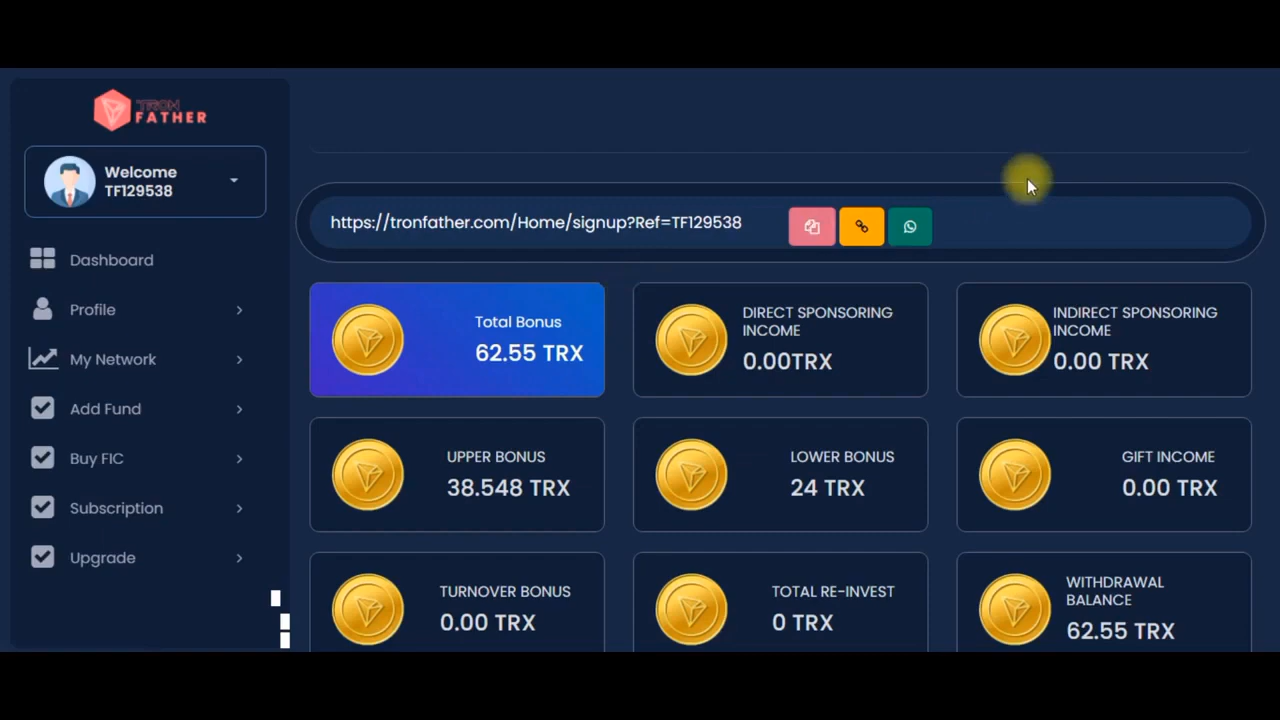 TRON
FATHER
Welcome
TF129538
Dashboard
Profile
My Network
Add Fund
Buy FIC
Subscription
Upgrade
https://tronfather.com/Home/signup?Ref=TF129538
Total Bonus
62.55 TRX
DIRECT SPONSORING
INCOME
0.00TRX
INDIRECT SPONSORING
INCOME
0.00 TRX
UPPER BONUS
38.548 TRX
LOWER BONUS
24 TRX
GIFT INCOME
0.00 TRX
TURNOVER BONUS
0.00 TRX
TOTAL RE-INVEST
0 TRX
WITHDRAWAL
BALANCE
62.55 TRX